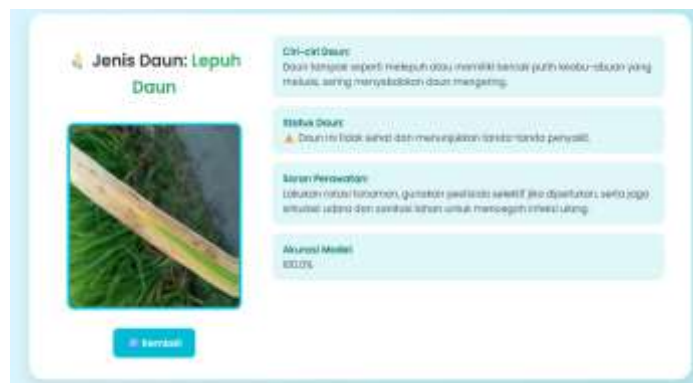 Jenis Daun: Lepuh
Daun
Kembali
Ciri-ciri Daun:
Daun tampak seperti melepuh atau memiliki bercak putih keabu-abuan yang
meluas, sering menyebabkan daun mengering.
Status Daun:
Daun ini tidak sehat dan menunjukkan tanda-tanda penyakit.
Saran Perawatan:
Lakukan rotasi tanaman, gunakan pestisida selektif jika diperlukan, serta jaga
sirkulasi udara dan sanitasi lahan untuk mencegah infeksi ulang.
Akurasi Model:
100.0%